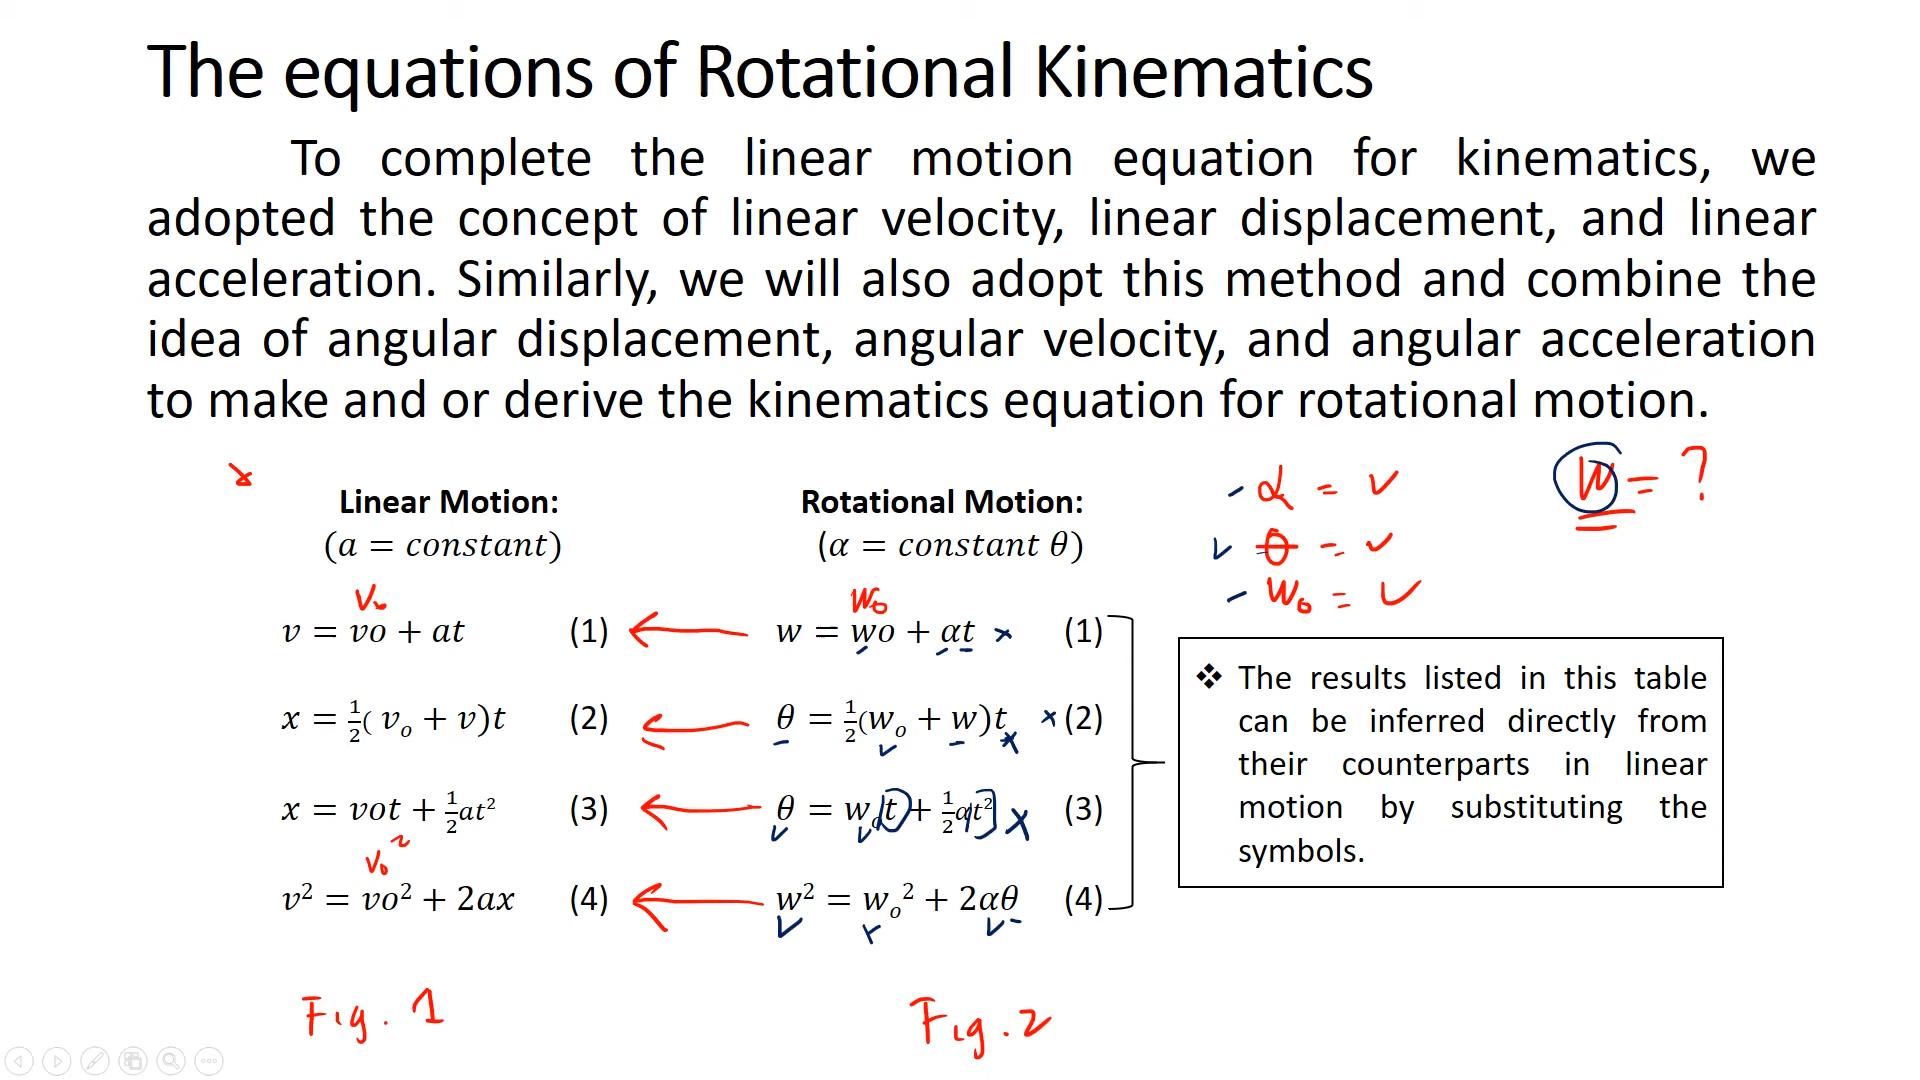 The equations of Rotational Kinematics
To complete the linear motion equation for kinematics, we
adopted the concept of linear velocity, linear displacement, and linear
acceleration. Similarly, we will also adopt this method and combine the
idea of angular displacement, angular velocity, and angular acceleration
to make and or derive the kinematics equation for rotational motion.
Linear Motion:
(a = constant)
v₀
v = vo + at (1)
x = ½( vₒ + v)t (2)
x = vot + ½at² (3)
v₀²
v² = vo² + 2ax (4)
Fig. 1
Rotational Motion:
(α = constant θ)
w₀
w = wo + αt (1)
θ = ½(wₒ + w)t (2)
θ = wₒt + ½αt² (3)
w² = wₒ² + 2αθ (4)
Fig. 2
- α = ✓
✓ θ = ✓
- w₀ = ✓
w = ?
❖ The results listed in this table
can be inferred directly from
their counterparts in linear
motion by substituting the
symbols.